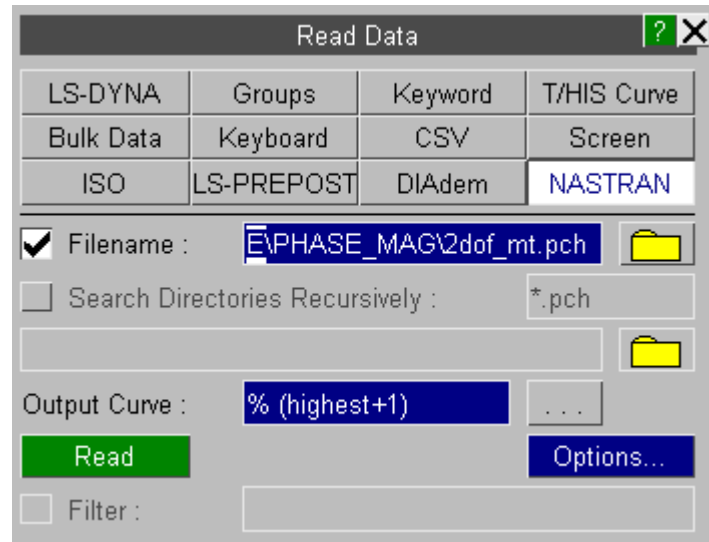 Read Data ? X
LS-DYNA Groups Keyword T/HIS Curve
Bulk Data Keyboard CSV Screen
ISO LS-PREPOST DIAdem NASTRAN
Filename : E\PHASE_MAG\2dof_mt.pch
Search Directories Recursively : *.pch
Output Curve : % (highest+1) ...
Read Options...
Filter :